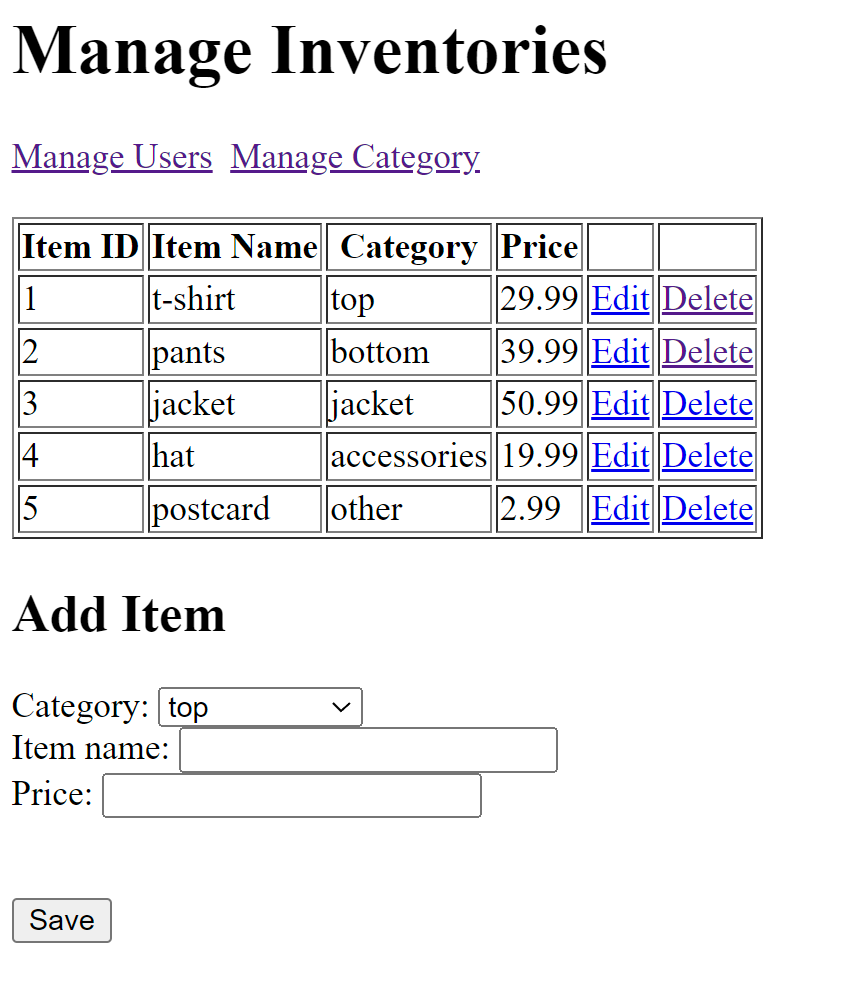 Manage Inventories
Manage Users Manage Category
Item ID Item Name Category Price
1 t-shirt top 29.99 Edit Delete
2 pants bottom 39.99 Edit Delete
3 jacket jacket 50.99 Edit Delete
4 hat accessories 19.99 Edit Delete
5 postcard other 2.99 Edit Delete
Add Item
Category: top
Item name:
Price:
Save